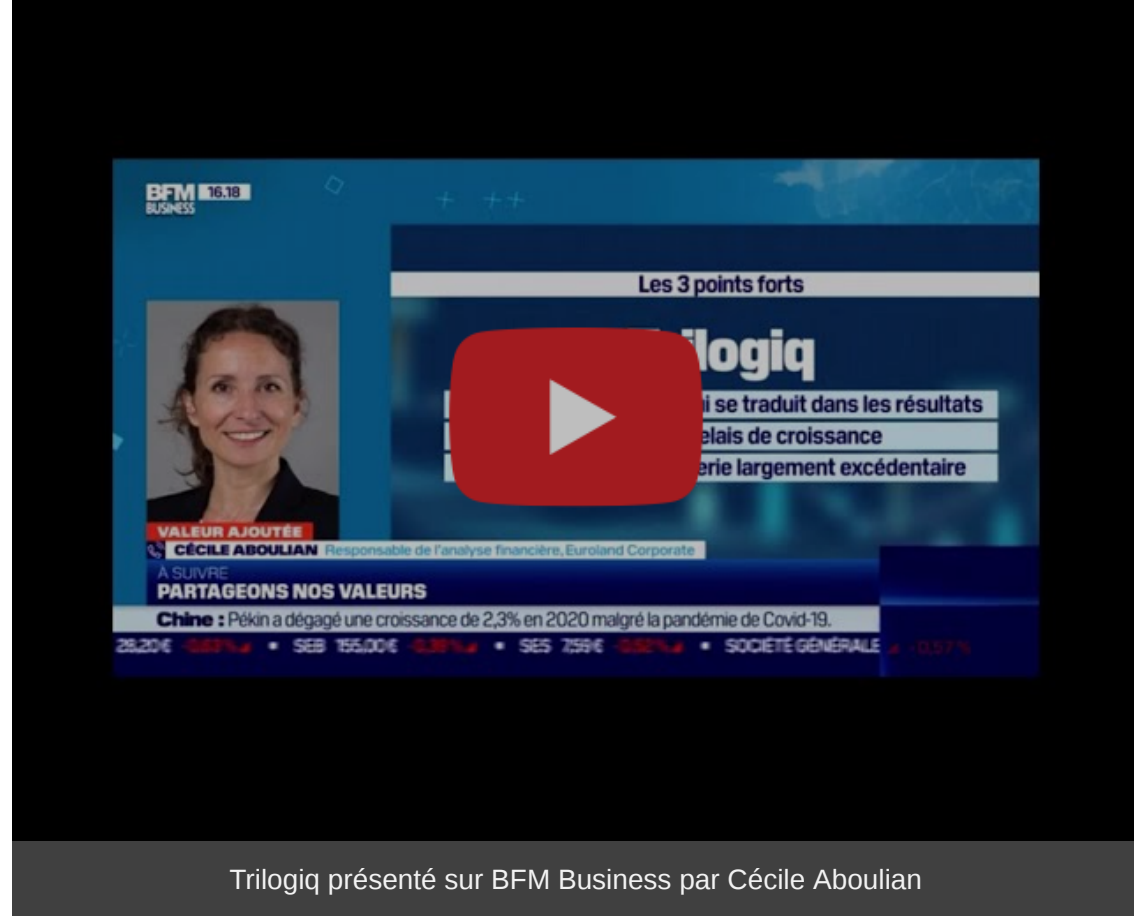 BFM 16.18
BUSINESS
Les 3 points forts
logiq
i se traduit dans les résultats
elais de croissance
erie largement excédentaire
VALEUR AJOUTÉE
CÉCILE ABOULIAN Responsable de l'analyse financière, Euroland Corporate
À SUIVRE
PARTAGEONS NOS VALEURS
Chine : Pékin a dégagé une croissance de 2,3% en 2020 malgré la pandémie de Covid-19.
SEB 155,00€ SES 7,59€ SOCIÉTÉ GÉNÉRALE -0,57%
Trilogiq présenté sur BFM Business par Cécile Aboulian